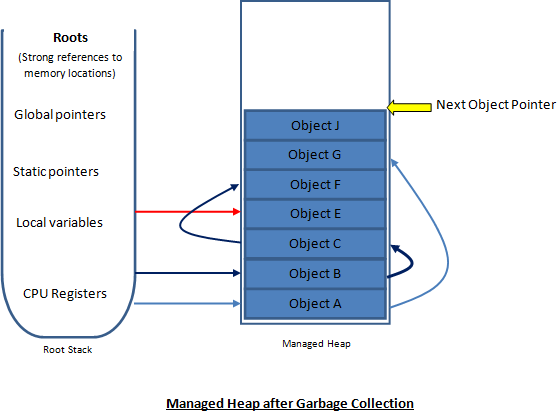 Roots
(Strong references to
memory locations)
Global pointers
Static pointers
Local variables
CPU Registers
Root Stack
Next Object Pointer
Object J
Object G
Object F
Object E
Object C
Object B
Object A
Managed Heap
Managed Heap after Garbage Collection